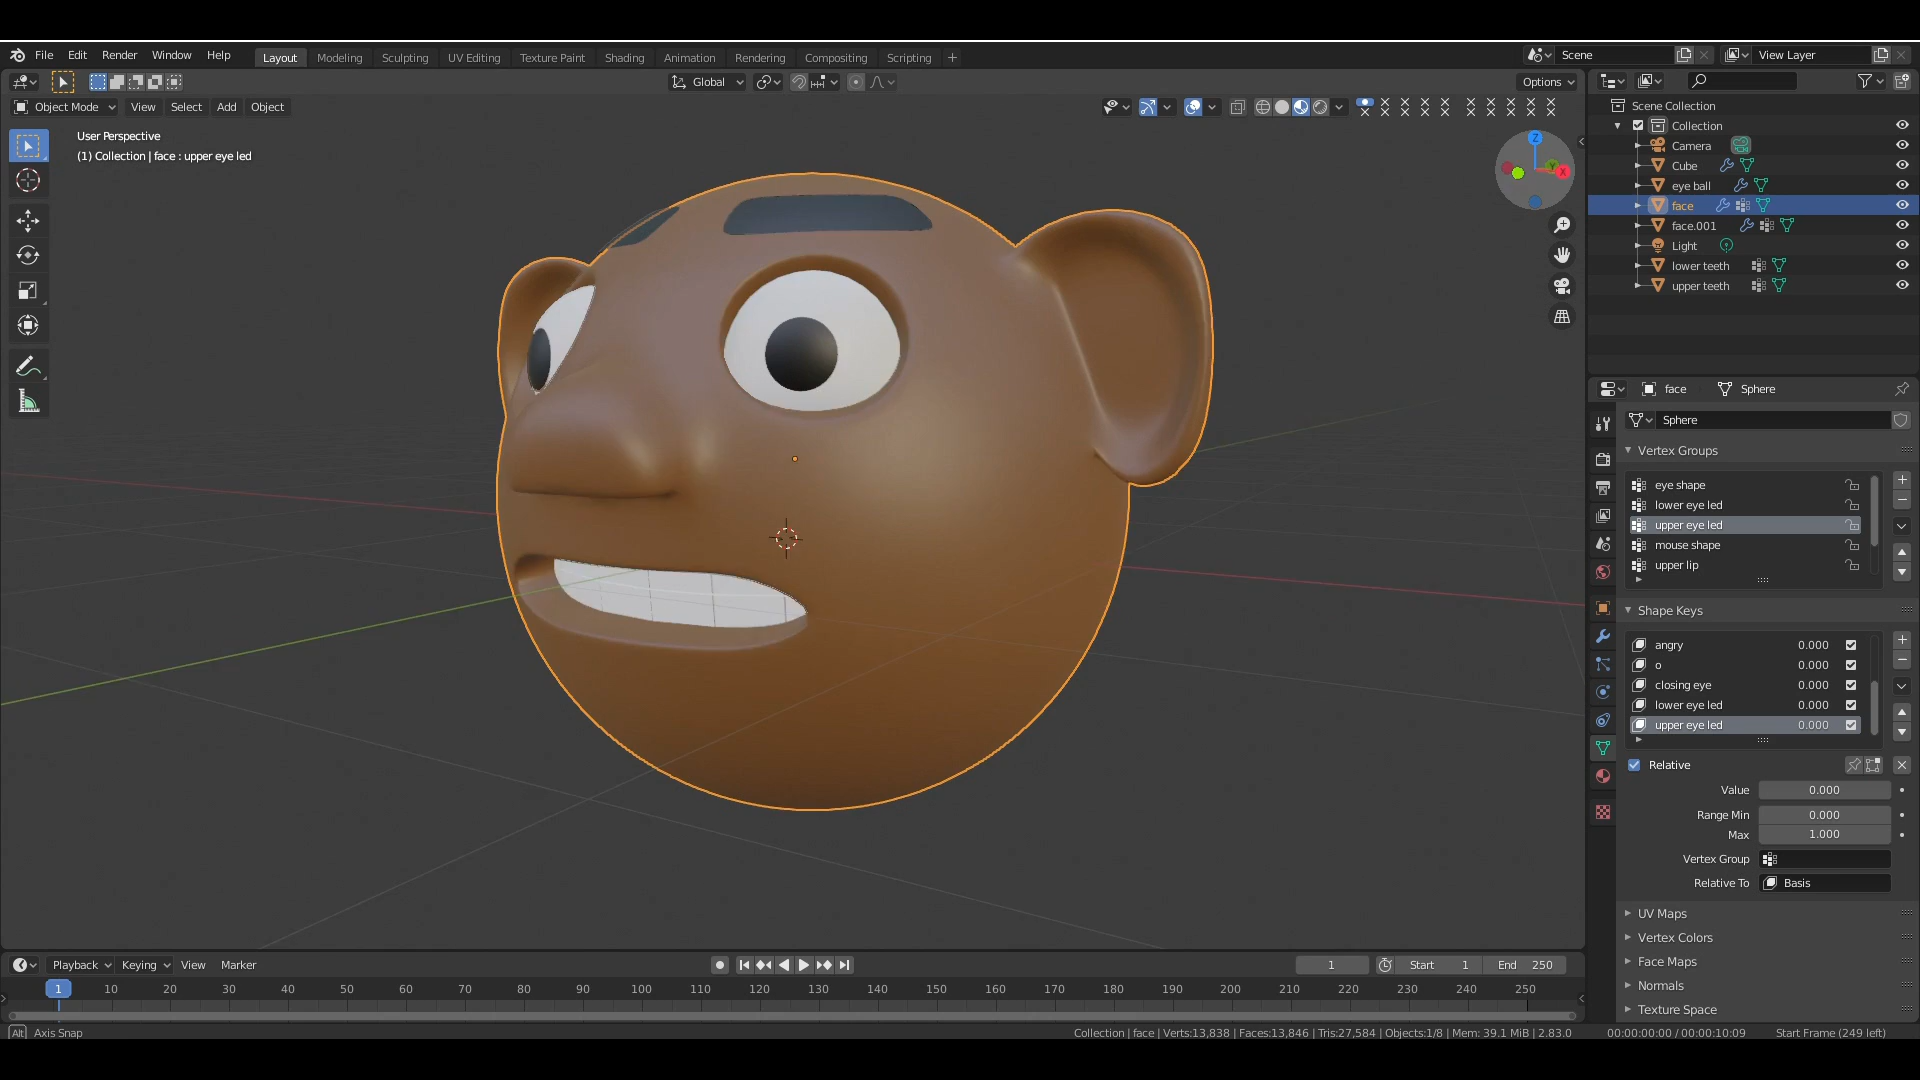 File Edit Render Window Help
Layout Modeling Sculpting UV Editing Texture Paint Shading Animation Rendering Compositing Scripting +
Scene
View Layer
Global
Options
Object Mode View Select Add Object
User Perspective
(1) Collection | face : upper eye led
Z
Y
X
Scene Collection
Collection
Camera
Cube
eye ball
face
face.001
Light
lower teeth
upper teeth
face Sphere
Sphere
Vertex Groups
eye shape
lower eye led
upper eye led
mouse shape
upper lip
Shape Keys
angry 0.000
o 0.000
closing eye 0.000
lower eye led 0.000
upper eye led 0.000
Relative
Value 0.000
Range Min 0.000
Max 1.000
Vertex Group
Relative To Basis
UV Maps
Vertex Colors
Face Maps
Normals
Texture Space
Playback Keying View Marker
1 Start 1 End 250
1 10 20 30 40 50 60 70 80 90 100 110 120 130 140 150 160 170 180 190 200 210 220 230 240 250
Alt Axis Snap
Collection | face | Verts:13,838 | Faces:13,846 | Tris:27,584 | Objects:1/8 | Mem: 39.1 MiB | 2.83.0
00:00:00:00 / 00:00:10:09
Start Frame (249 left)